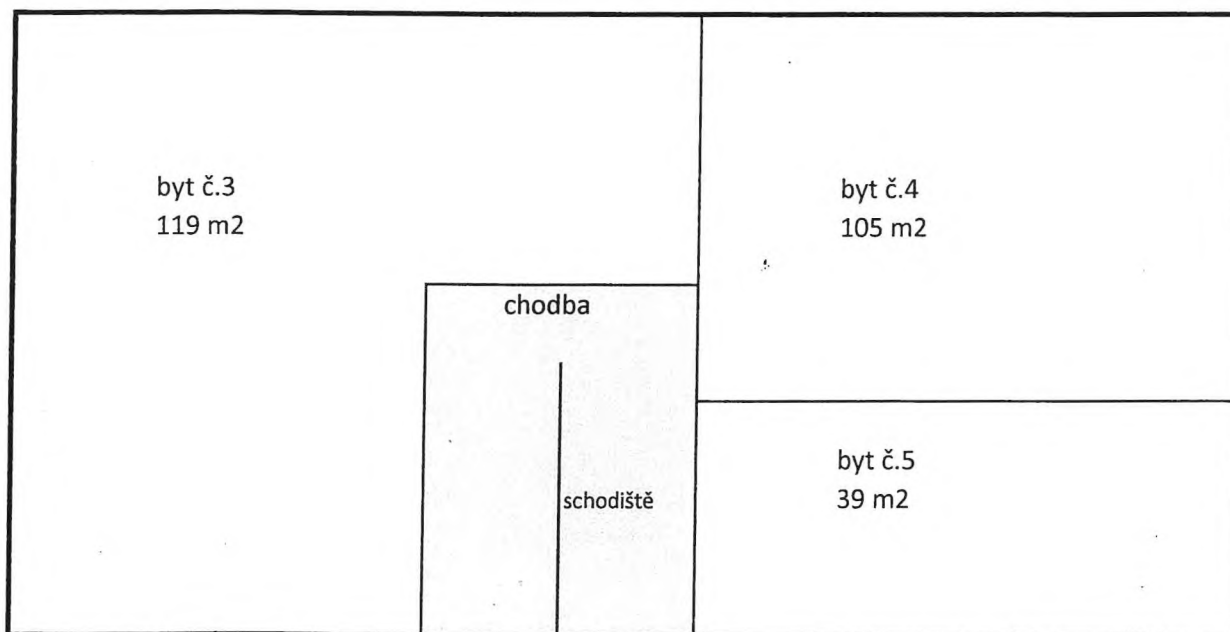 byt č.3
119 m2
byt č.4
105 m2
chodba
schodiště
byt č.5
39 m2